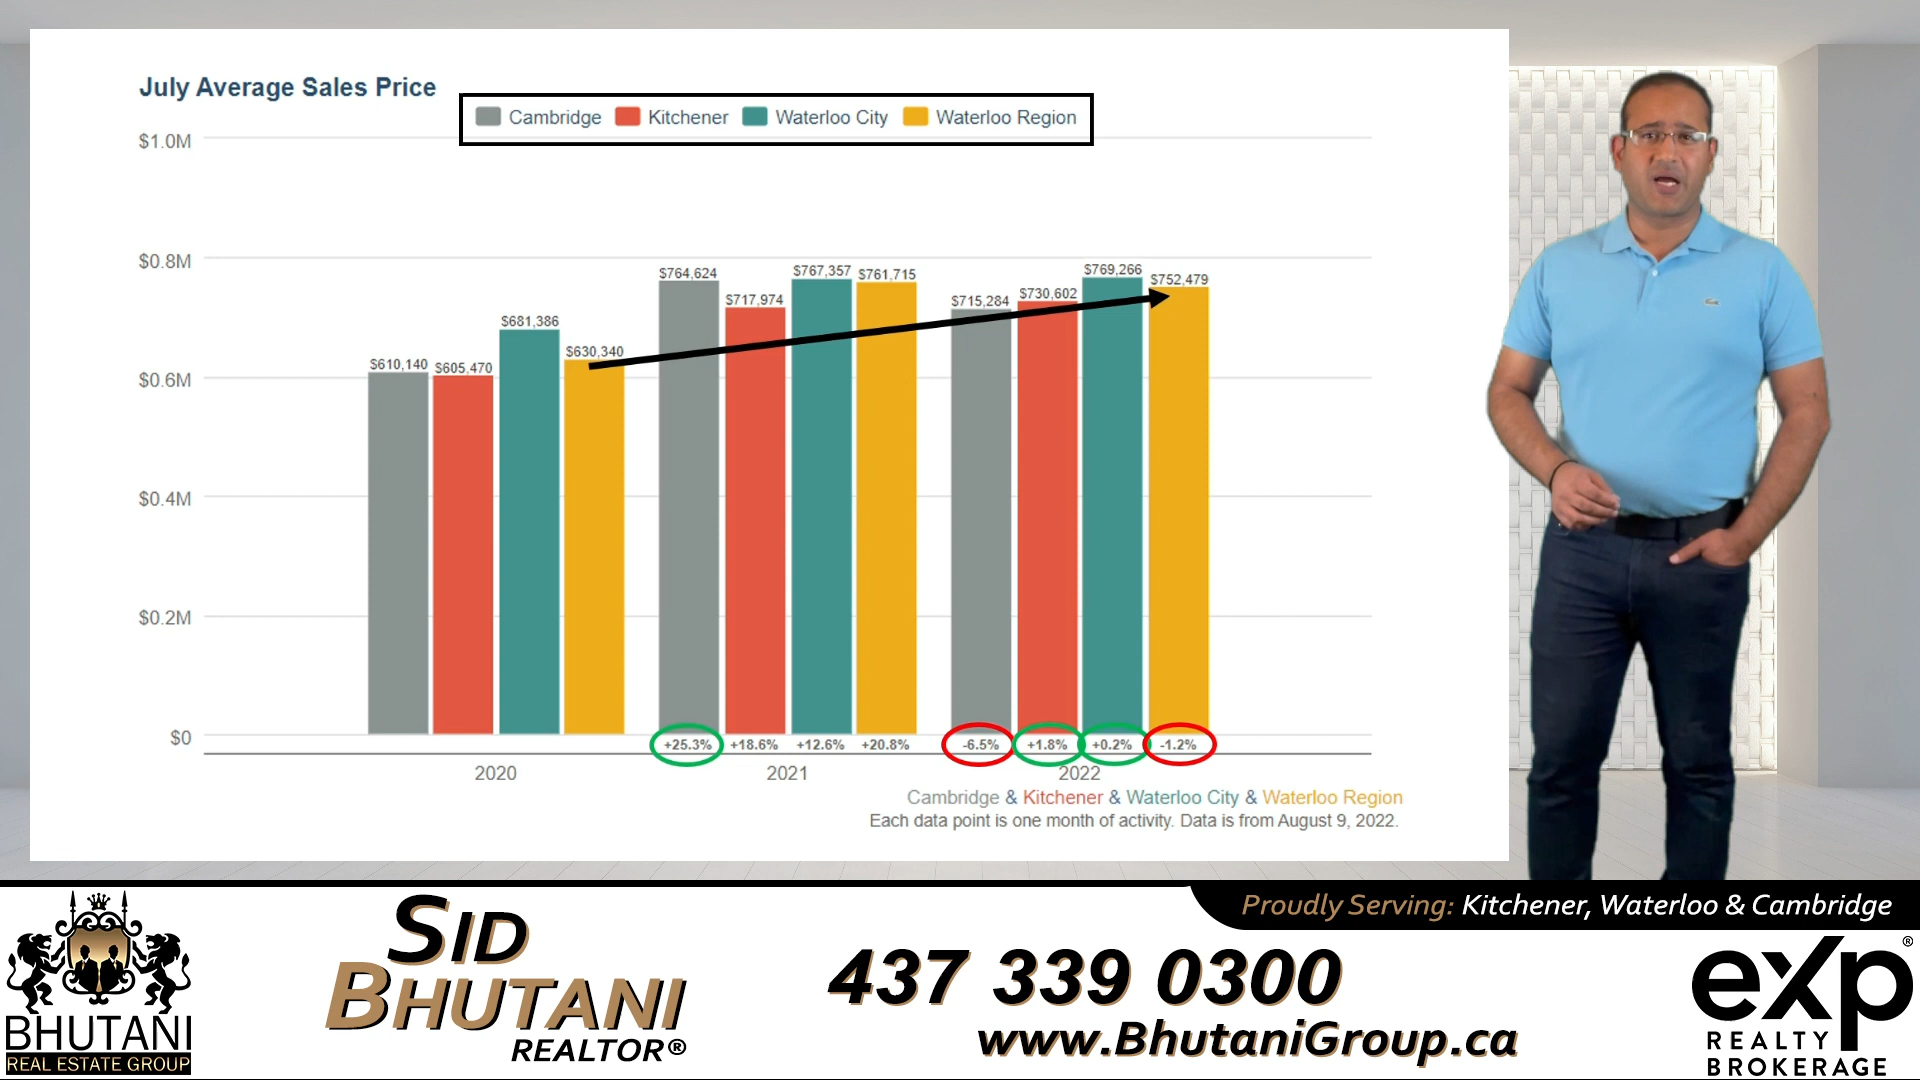 July Average Sales Price
Cambridge Kitchener Waterloo City Waterloo Region
$1.0M
$0.8M
$0.6M
$0.4M
$0.2M
$0
$610,140 $605,470 $681,386 $630,340
$764,624 $717,974 $767,357 $761,715
$715,284 $730,602 $769,266 $752,479
+25.3% +18.6% +12.6% +20.8%
-6.5% +1.8% +0.2% -1.2%
2020 2021 2022
Cambridge & Kitchener & Waterloo City & Waterloo Region
Each data point is one month of activity. Data is from August 9, 2022.
Proudly Serving: Kitchener, Waterloo & Cambridge
BHUTANI
REAL ESTATE GROUP
SID
BHUTANI
REALTOR®
437 339 0300
www.BhutaniGroup.ca
eXp®
REALTY
BROKERAGE